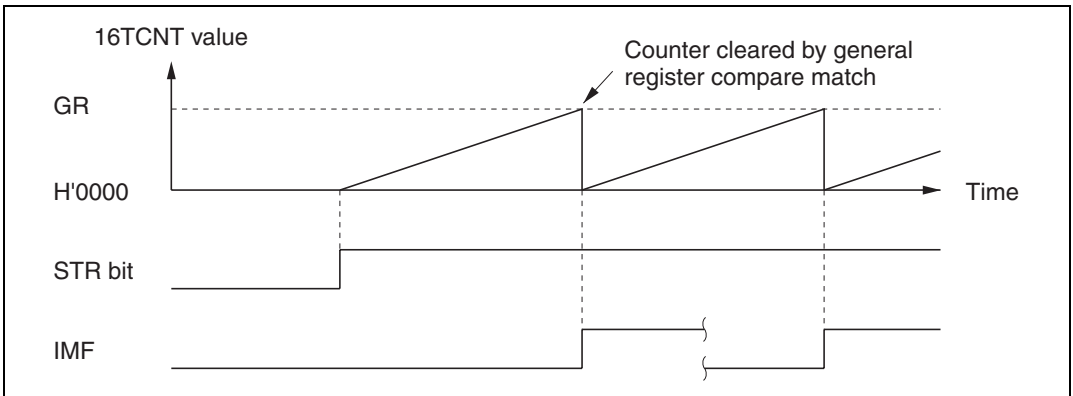 16TCNT value
Counter cleared by general
register compare match
GR
H'0000
Time
STR bit
IMF